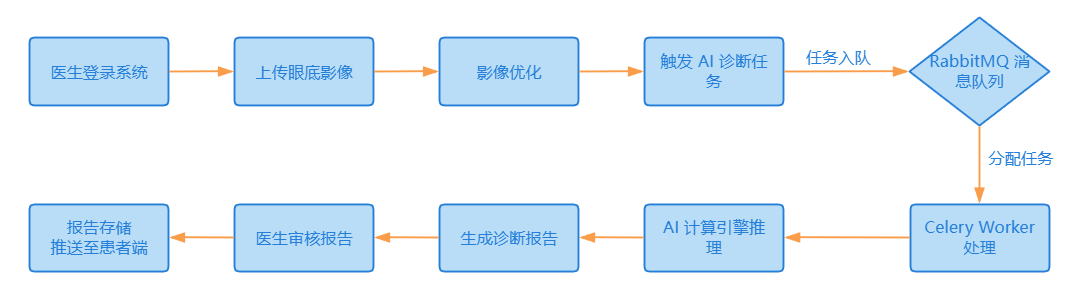 医生登录系统
上传眼底影像
影像优化
触发 AI 诊断任
务
任务入队
RabbitMQ 消
息队列
分配任务
Celery Worker
处理
AI 计算引擎推
理
生成诊断报告
医生审核报告
报告存储
推送至患者端